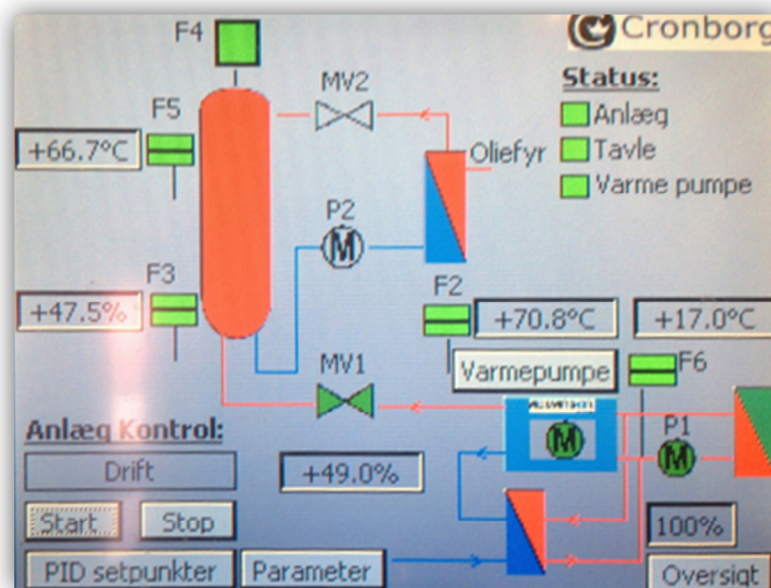 F4
Cronborg
MV2
Status:
F5
Anlæg
+66.7°C
Oliefyr
Tavle
Varme pumpe
P2
M
F3
F2
+47.5%
+70.8°C
+17.0°C
MV1
Varmepumpe
F6
Anlæg Kontrol:
M
P1
M
Drift
+49.0%
Start
Stop
100%
PID setpunkter
Parameter
Oversigt